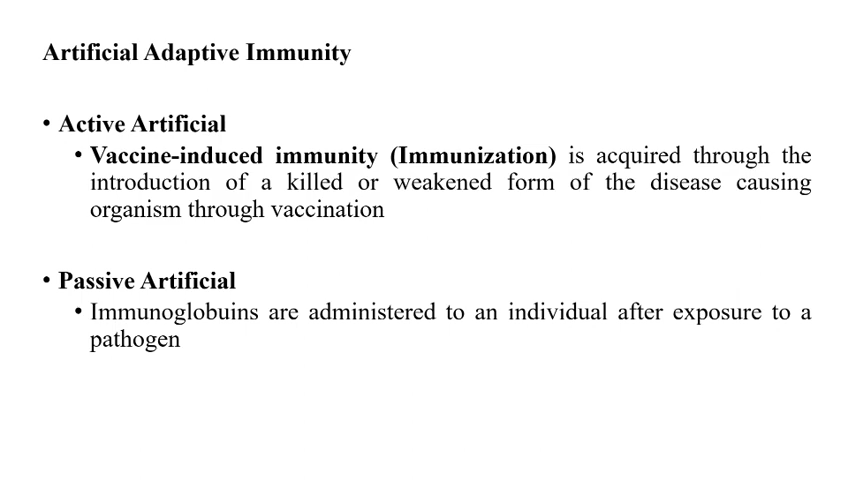 Artificial Adaptive Immunity
• Active Artificial
• Vaccine-induced immunity (Immunization) is acquired through the
introduction of a killed or weakened form of the disease causing
organism through vaccination
• Passive Artificial
• Immunoglobuins are administered to an individual after exposure to a
pathogen